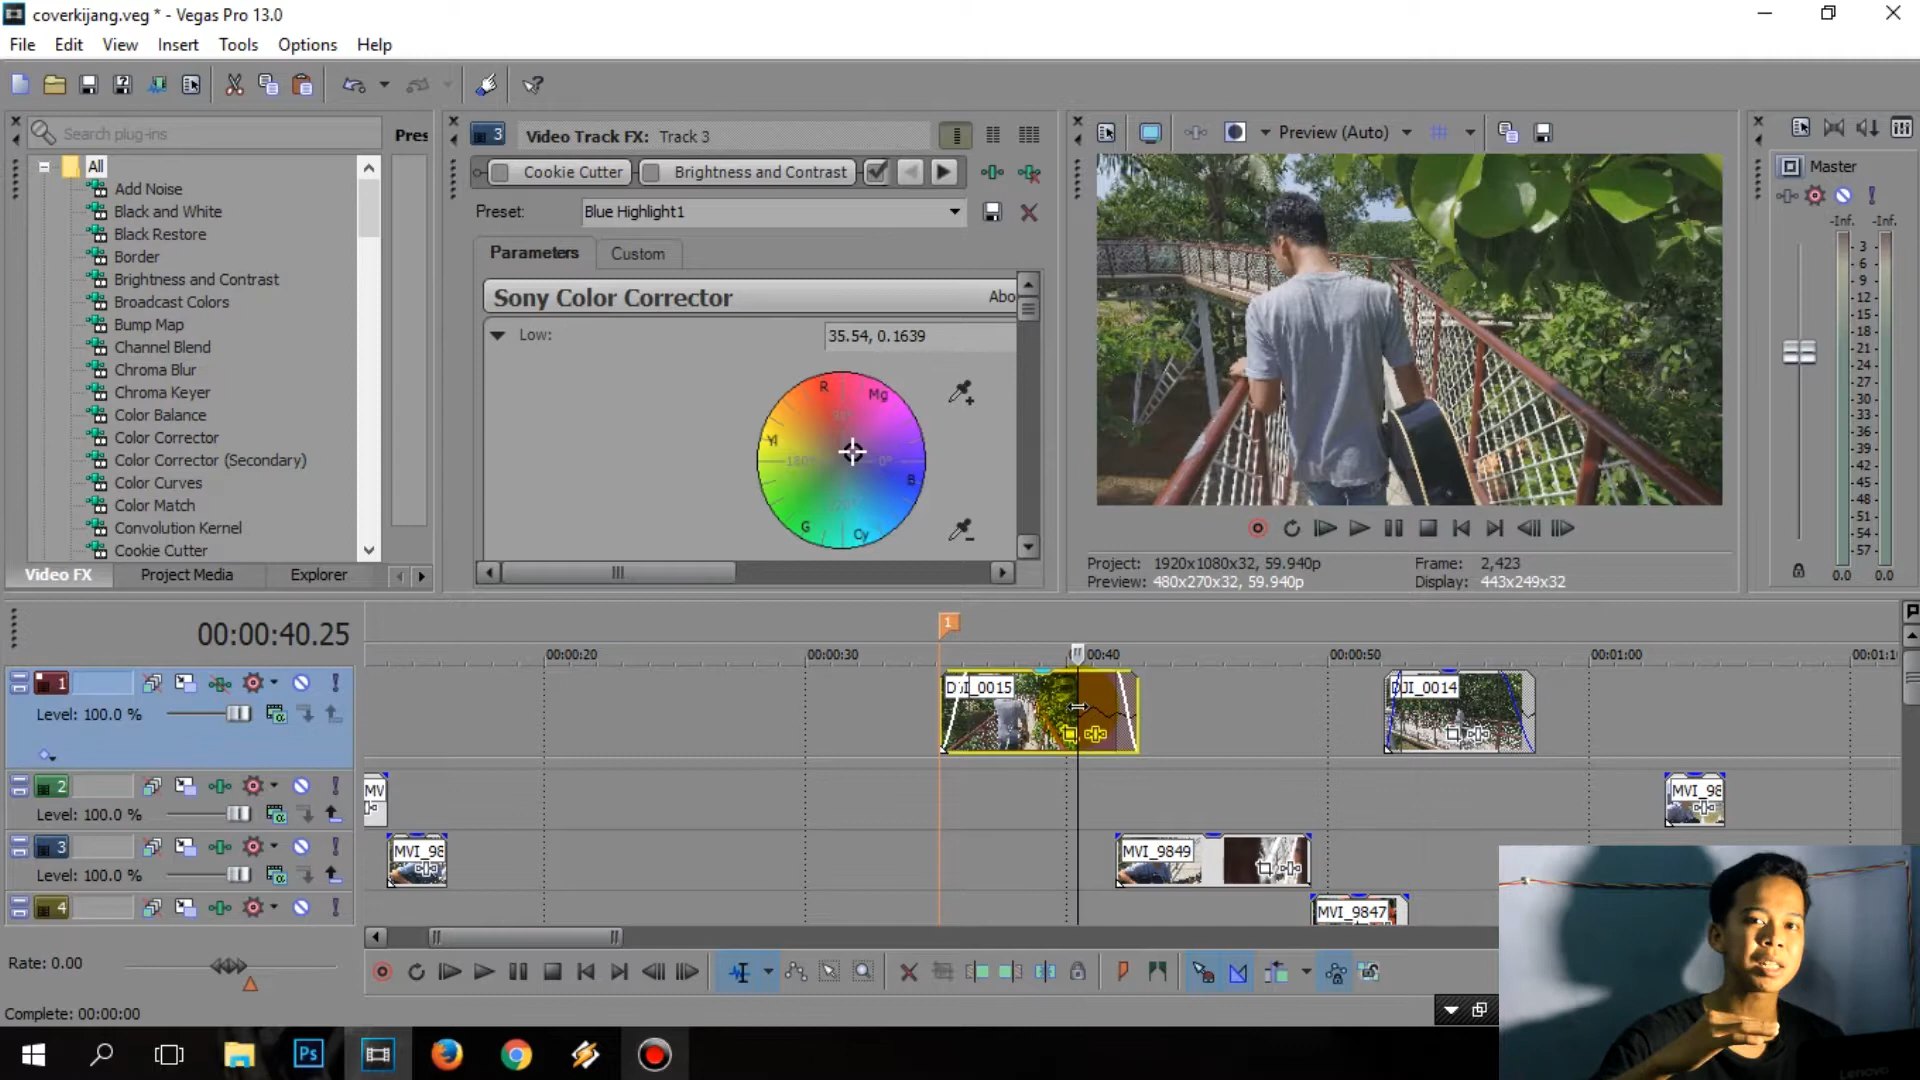 coverkijang.veg * - Vegas Pro 13.0
File Edit View Insert Tools Options Help
Search plug-ins
Pres
All
Add Noise
Black and White
Black Restore
Border
Brightness and Contrast
Broadcast Colors
Bump Map
Channel Blend
Chroma Blur
Chroma Keyer
Color Balance
Color Corrector
Color Corrector (Secondary)
Color Curves
Color Match
Convolution Kernel
Cookie Cutter
Video FX Project Media Explorer
3 Video Track FX: Track 3
Cookie Cutter Brightness and Contrast
Preset: Blue Highlight1
Parameters Custom
Sony Color Corrector Abo
Low: 35.54, 0.1639
R Mg
Yl
180° 0°
B
G Cy
Preview (Auto)
Project: 1920x1080x32, 59.940p Frame: 2,423
Preview: 480x270x32, 59.940p Display: 443x249x32
Master
-Inf. -Inf.
3
6
9
12
15
18
21
24
27
30
33
36
39
42
45
48
51
54
57
0.0 0.0
00:00:40.25
1
00:00:20 00:00:30 00:00:40 00:00:50 00:01:00 00:01:10
1
Level: 100.0 %
DJI_0015 DJI_0014
2
Level: 100.0 %
MV MVI_98
3
Level: 100.0 %
MVI_98 MVI_9849
4
MVI_9847
Rate: 0.00
Complete: 00:00:00
Ps
Lenovo